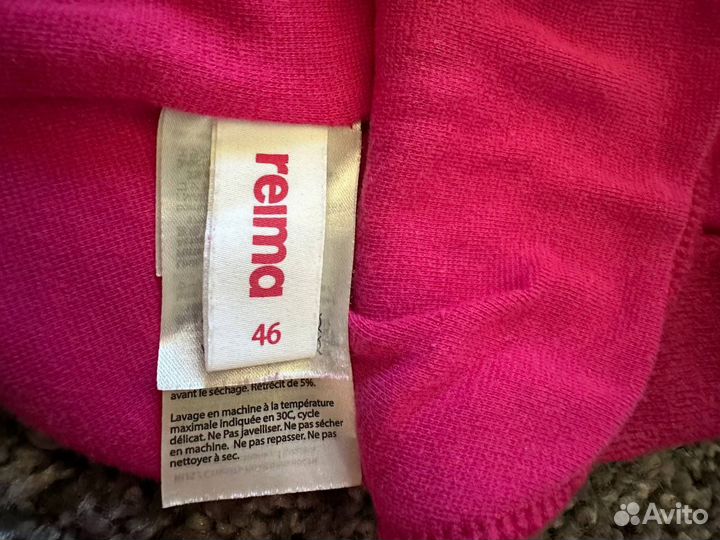 reima
46
avant le séchage. Rétrécit de 5%.
Lavage en machine à la température
maximale indiquée en 30C, cycle
délicat. Ne Pas javelliser. Ne Pas sécher
en machine. Ne pas repasser. Ne pas
nettoyer à sec.
Avito